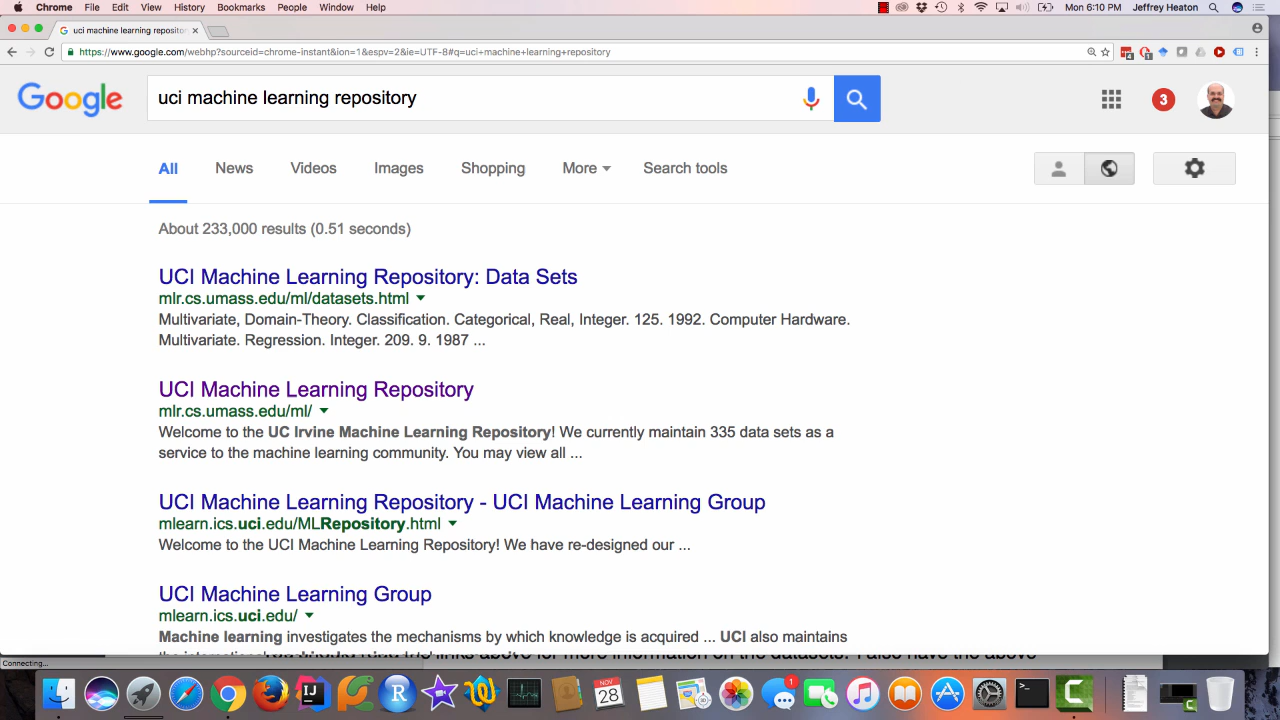 Chrome File Edit View History Bookmarks People Window Help Mon 6:10 PM Jeffrey Heaton
uci machine learning repositor
https://www.google.com/webhp?sourceid=chrome-instant&ion=1&espv=2&ie=UTF-8#q=uci+machine+learning+repository
Google
uci machine learning repository
3
All News Videos Images Shopping More Search tools
About 233,000 results (0.51 seconds)
UCI Machine Learning Repository: Data Sets
mlr.cs.umass.edu/ml/datasets.html
Multivariate, Domain-Theory. Classification. Categorical, Real, Integer. 125. 1992. Computer Hardware.
Multivariate. Regression. Integer. 209. 9. 1987 ...
UCI Machine Learning Repository
mlr.cs.umass.edu/ml/
Welcome to the UC Irvine Machine Learning Repository! We currently maintain 335 data sets as a
service to the machine learning community. You may view all ...
UCI Machine Learning Repository - UCI Machine Learning Group
mlearn.ics.uci.edu/MLRepository.html
Welcome to the UCI Machine Learning Repository! We have re-designed our ...
UCI Machine Learning Group
mlearn.ics.uci.edu/
Machine learning investigates the mechanisms by which knowledge is acquired ... UCI also maintains
Connecting...
NOV
28
1